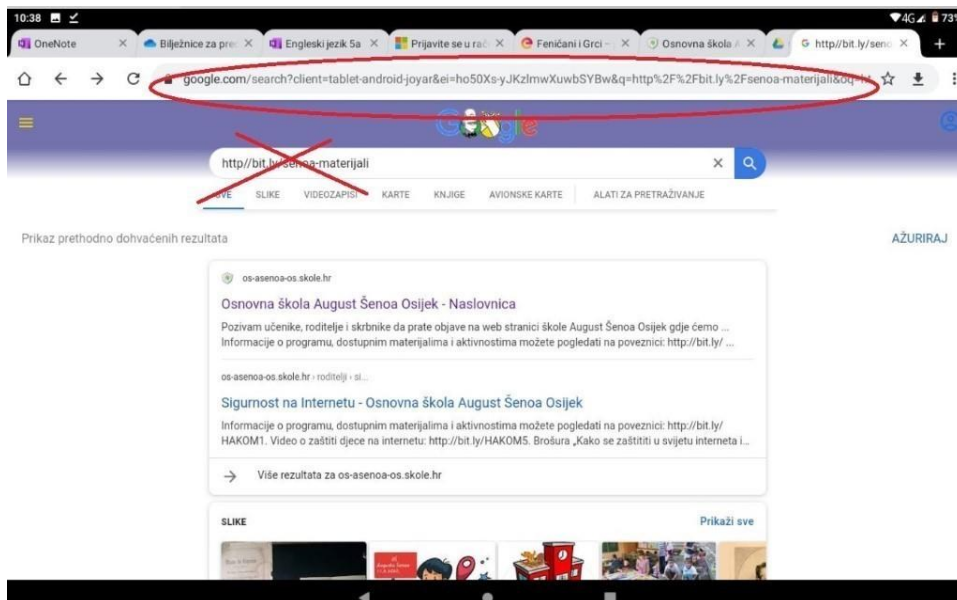 10:38
4G 73%
OneNote
Bilježnice za pre
Engleski jezik 5a
Prijavite se u rač
Feničani i Grci –
Osnovna škola A
http//bit.ly/seno
google.com/search?client=tablet-android-joyar&ei=ho50Xs-yJKzlmwXuwbSYBw&q=http%2F%2Fbit.ly%2Fsenoa-materijali&oq=ht
http//bit.ly/senoa-materijali
SVE SLIKE VIDEOZAPISI KARTE KNJIGE AVIONSKE KARTE ALATI ZA PRETRAŽIVANJE
Prikaz prethodno dohvaćenih rezultata
AŽURIRAJ
os-asenoa-os.skole.hr
Osnovna škola August Šenoa Osijek - Naslovnica
Pozivam učenike, roditelje i skrbnike da prate objave na web stranici škole August Šenoa Osijek gdje ćemo ...
Informacije o programu, dostupnim materijalima i aktivnostima možete pogledati na poveznici: http://bit.ly/ ...
os-asenoa-os.skole.hr › roditelji › si...
Sigurnost na Internetu - Osnovna škola August Šenoa Osijek
Informacije o programu, dostupnim materijalima i aktivnostima možete pogledati na poveznici: http://bit.ly/
HAKOM1. Video o zaštiti djece na internetu: http://bit.ly/HAKOM5. Brošura „Kako se zaštititi u svijetu interneta i...
Više rezultata za os-asenoa-os.skole.hr
SLIKE
Prikaži sve